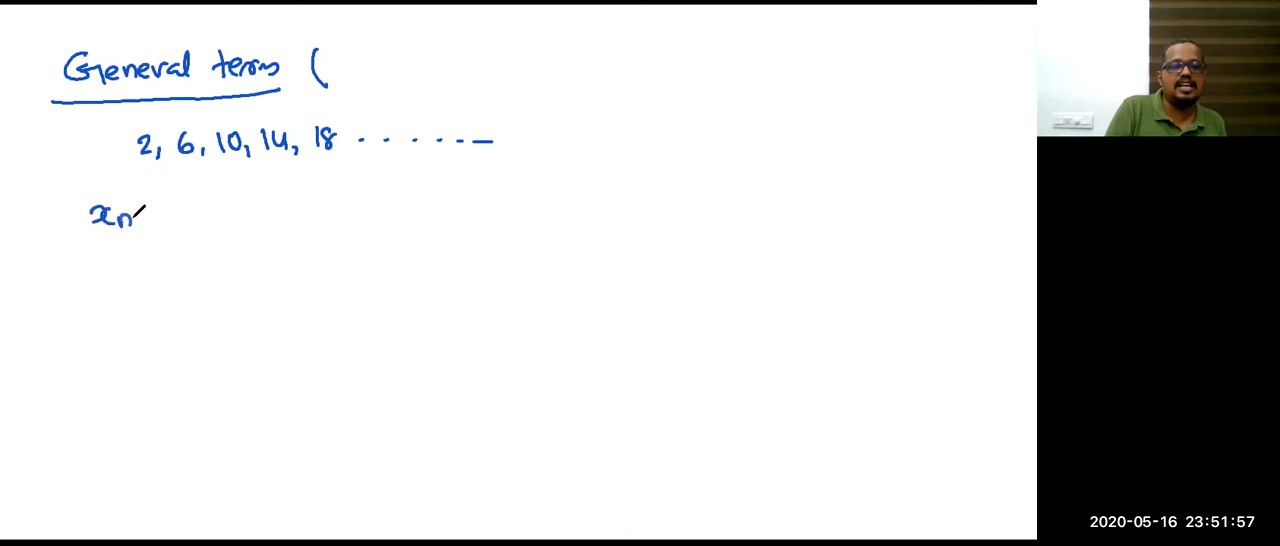 General term (
2, 6, 10, 14, 18 . . . . . . —
xn
2020-05-16 23:51:57